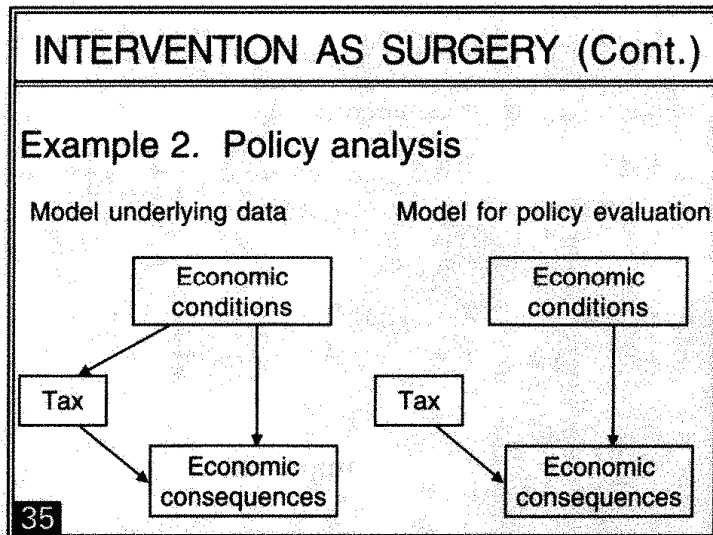 INTERVENTION AS SURGERY (Cont.)
Example 2. Policy analysis
Model underlying data
Economic
conditions
Tax
Economic
consequences
Model for policy evaluation
Economic
conditions
Tax
Economic
consequences
35